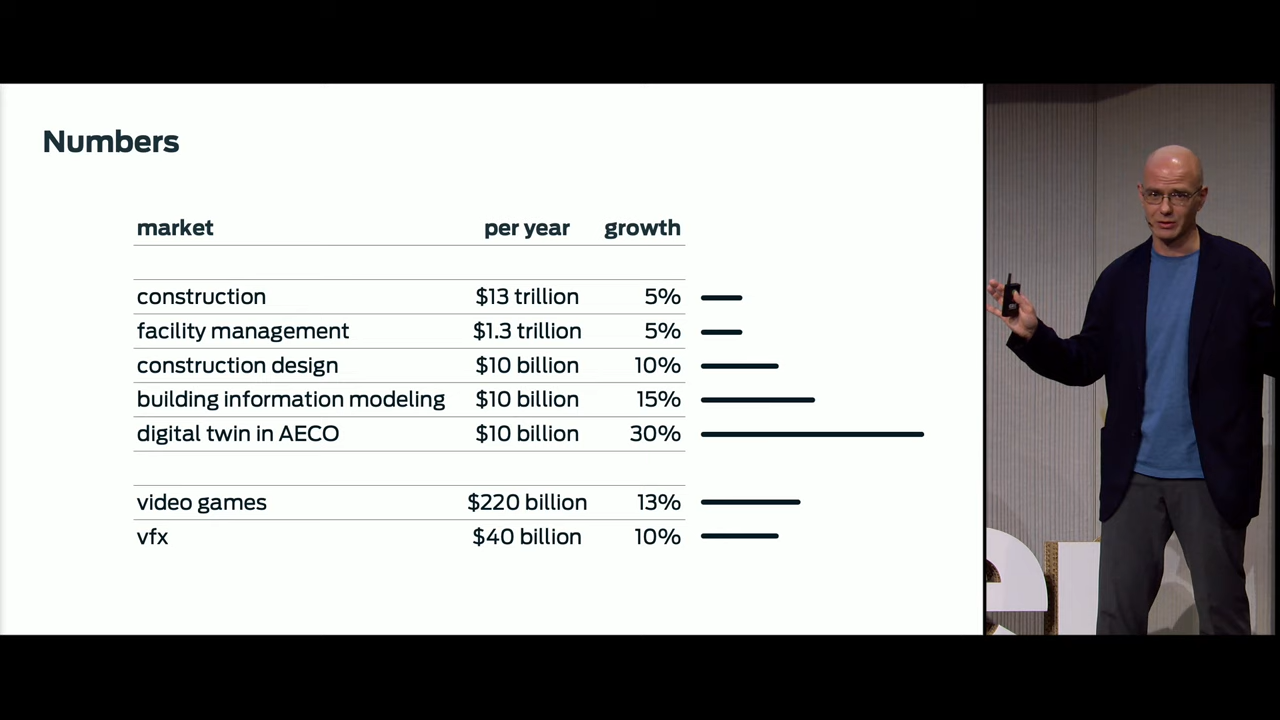 Numbers
market per year growth
construction $13 trillion 5%
facility management $1.3 trillion 5%
construction design $10 billion 10%
building information modeling $10 billion 15%
digital twin in AECO $10 billion 30%
video games $220 billion 13%
vfx $40 billion 10%